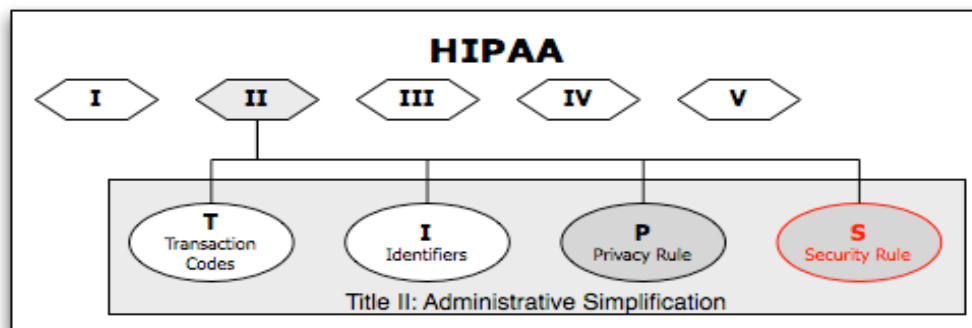 HIPAA
I II III IV V
T I P S
Transaction Identifiers Privacy Rule Security Rule
Codes
Title II: Administrative Simplification